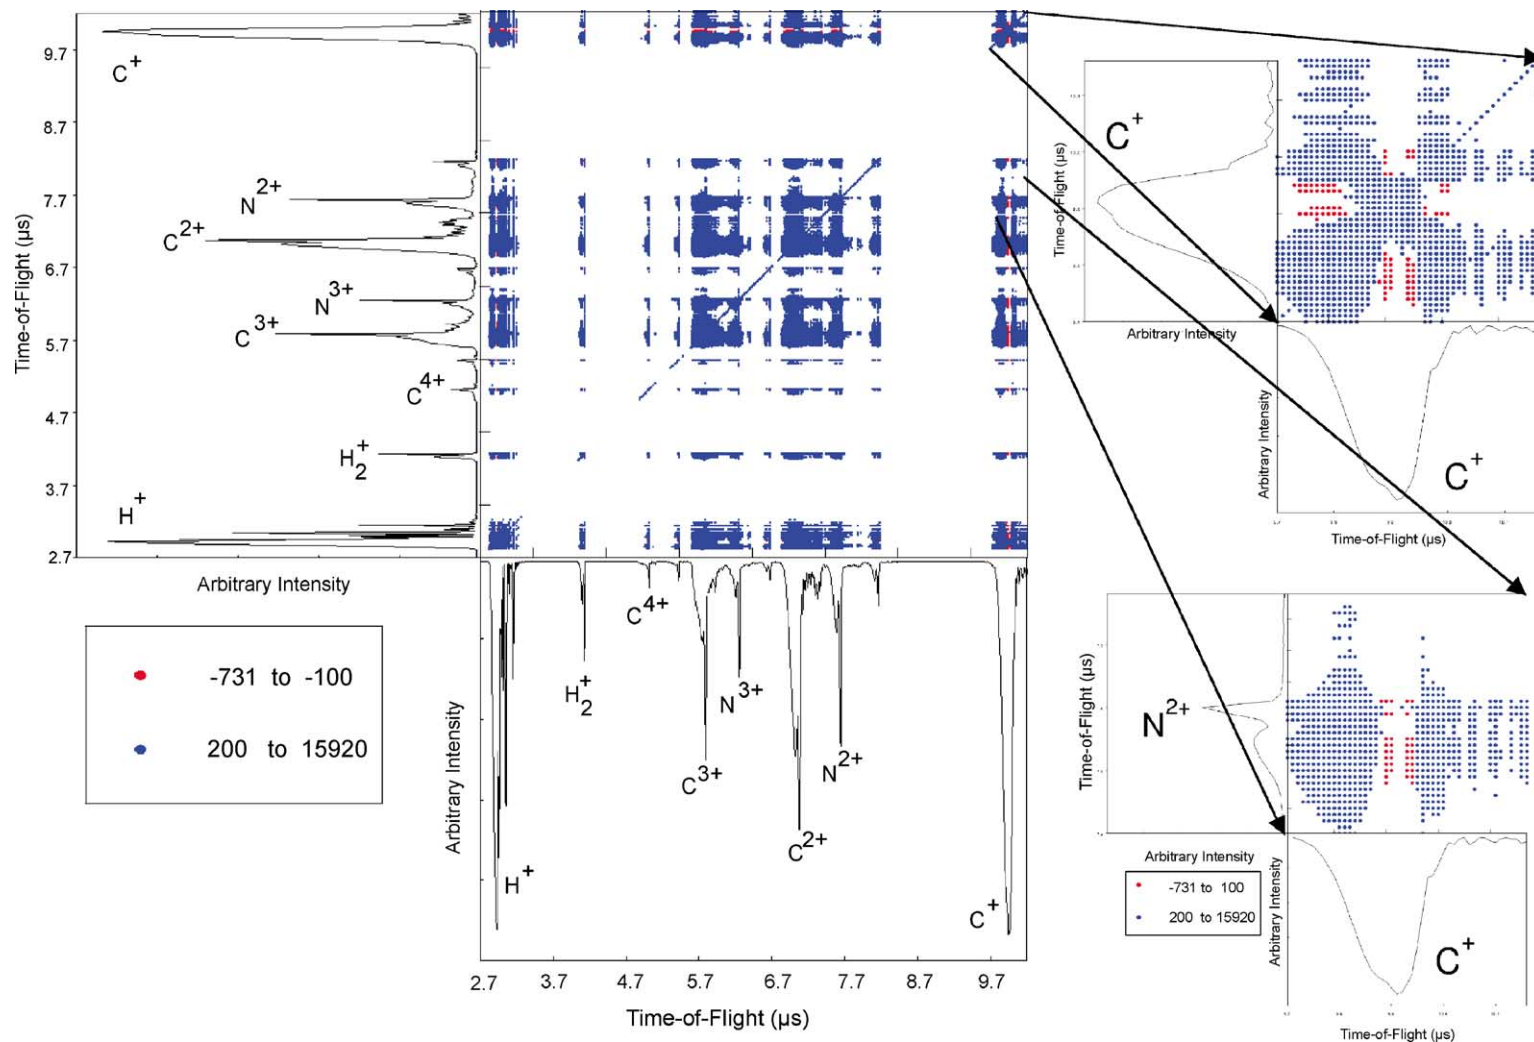 9.7
8.7
7.7
6.7
5.7
4.7
3.7
2.7
Time-of-Flight (µs)
C+
N2+
C2+
N3+
C3+
C4+
H2+
H+
Arbitrary Intensity
-731 to -100
200 to 15920
Arbitrary Intensity
H+
H2+
C4+
C3+
N3+
C2+
N2+
C+
2.7 3.7 4.7 5.7 6.7 7.7 8.7 9.7
Time-of-Flight (µs)
Time-of-Flight (µs)
C+
Arbitrary Intensity
Arbitrary Intensity
C+
Time-of-Flight (µs)
Time-of-Flight (µs)
N2+
Arbitrary Intensity
-731 to 100
200 to 15920
Arbitrary Intensity
C+
Time-of-Flight (µs)